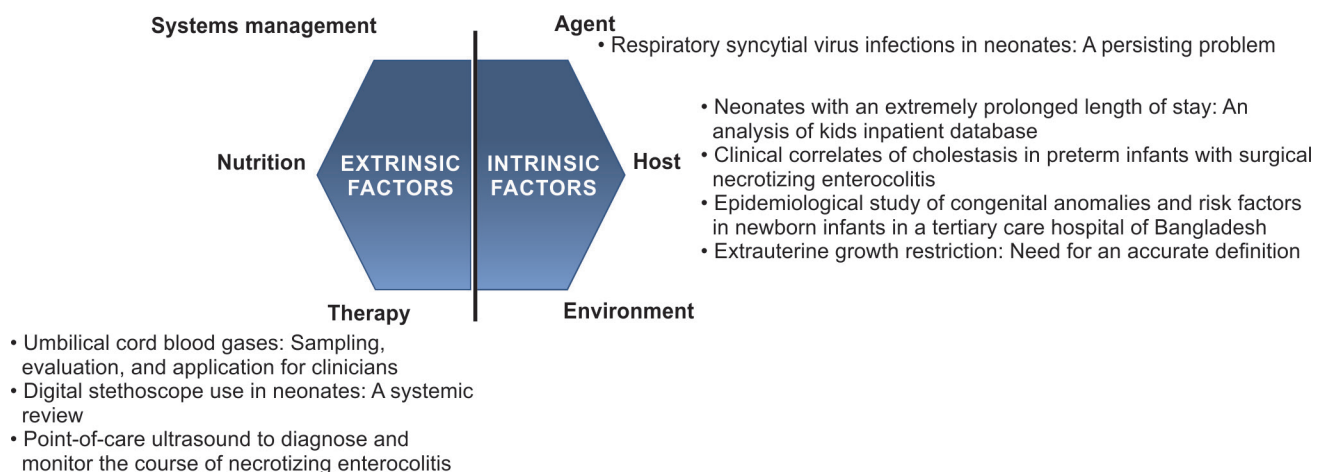 Systems management
Agent
• Respiratory syncytial virus infections in neonates: A persisting problem
• Neonates with an extremely prolonged length of stay: An
analysis of kids inpatient database
• Clinical correlates of cholestasis in preterm infants with surgical
necrotizing enterocolitis
• Epidemiological study of congenital anomalies and risk factors
in newborn infants in a tertiary care hospital of Bangladesh
• Extrauterine growth restriction: Need for an accurate definition
Nutrition
EXTRINSIC
FACTORS
INTRINSIC
FACTORS
Host
Therapy
Environment
• Umbilical cord blood gases: Sampling,
evaluation, and application for clinicians
• Digital stethoscope use in neonates: A systemic
review
• Point-of-care ultrasound to diagnose and
monitor the course of necrotizing enterocolitis